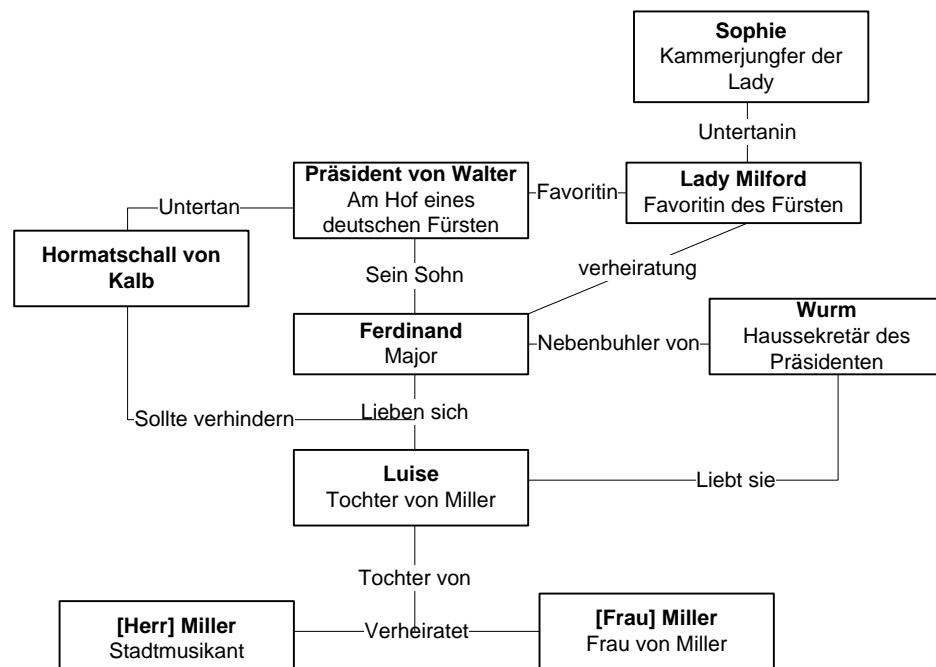 Sophie
Kammerjungfer der
Lady
Untertanin
Präsident von Walter
Am Hof eines
deutschen Fürsten
Favoritin
Lady Milford
Favoritin des Fürsten
Untertan
Hormatschall von
Kalb
Sein Sohn
verheiratung
Ferdinand
Major
Nebenbuhler von
Wurm
Haussekretär des
Präsidenten
Sollte verhindern
Lieben sich
Luise
Tochter von Miller
Liebt sie
Tochter von
[Herr] Miller
Stadtmusikant
Verheiratet
[Frau] Miller
Frau von Miller